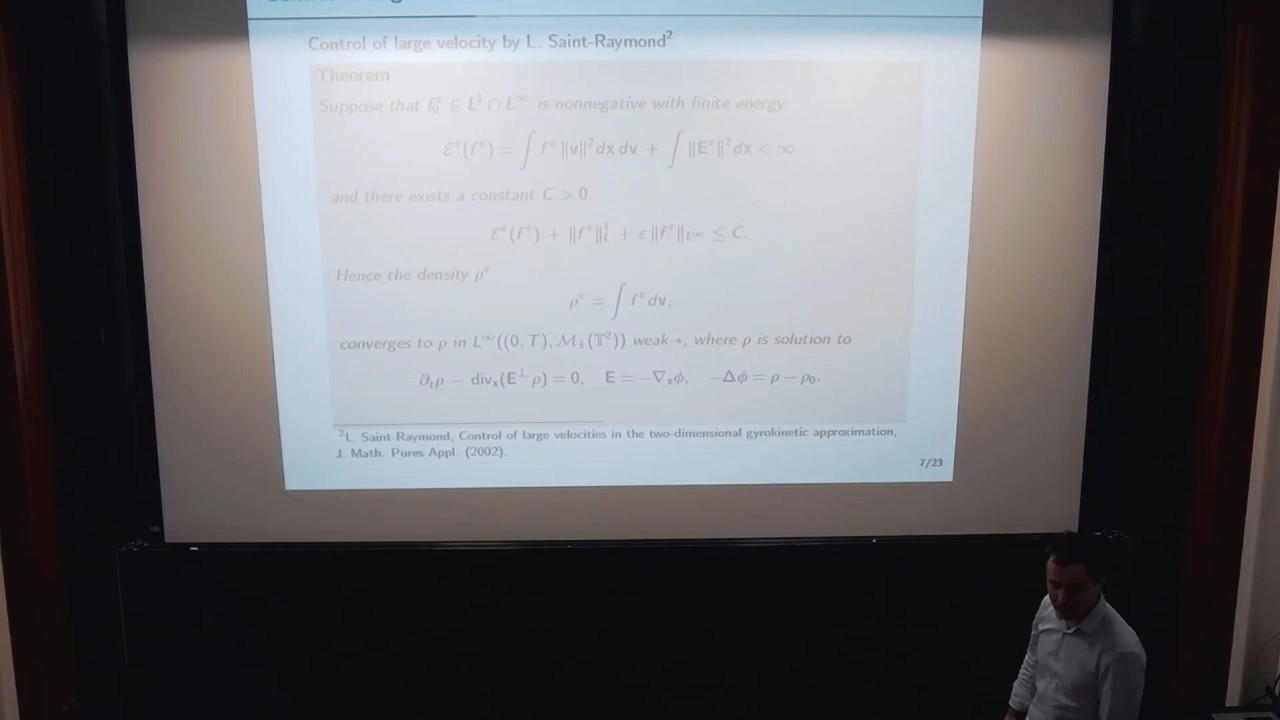 Control of large velocity by L. Saint-Raymond²
Theorem
Suppose that f₀^ε ∈ L¹ ∩ L^∞ is nonnegative with finite energy
ℰ^ε(f^ε) = ∫ f^ε ‖v‖² dx dv + ∫ ‖E^ε‖² dx < ∞
and there exists a constant C > 0
ℰ^ε(f^ε) + ‖f^ε‖_L^1 + ε ‖f^ε‖_{L^∞} ≤ C.
Hence the density ρ^ε
ρ^ε = ∫ f^ε dv,
converges to ρ in L^∞((0, T), M₊(𝕋²)) weak-⋆, where ρ is solution to
∂ₜρ − divₓ(E^⊥ ρ) = 0, E = −∇ₓϕ, −Δϕ = ρ − ρ₀.
²L. Saint-Raymond, Control of large velocities in the two-dimensional gyrokinetic approximation,
J. Math. Pures Appl. (2002).
7/23